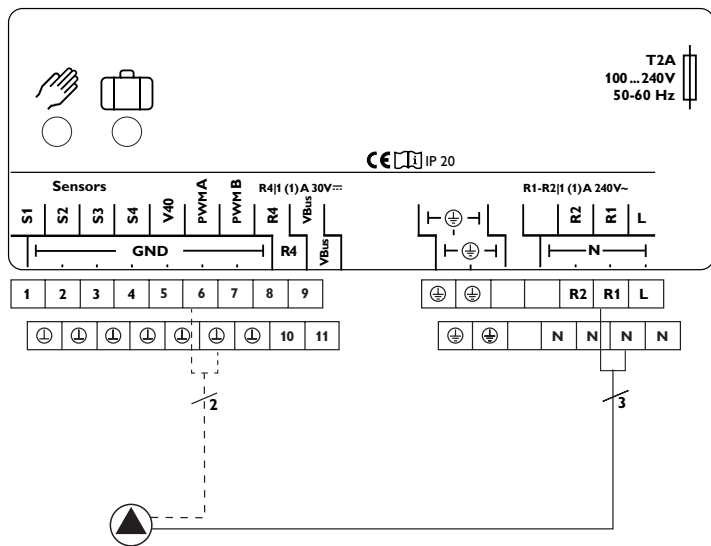 T2A
100 ... 240V
50-60 Hz
CE i IP 20
Sensors
R4|1 (1) A 30V
R1-R2|1 (1) A 240V~
S1 S2 S3 S4 V40 PWM A PWM B R4 VBus
R2 R1 L
GND R4 VBus
N
1 2 3 4 5 6 7 8 9
R2 R1 L
10 11
N N N N
2
3